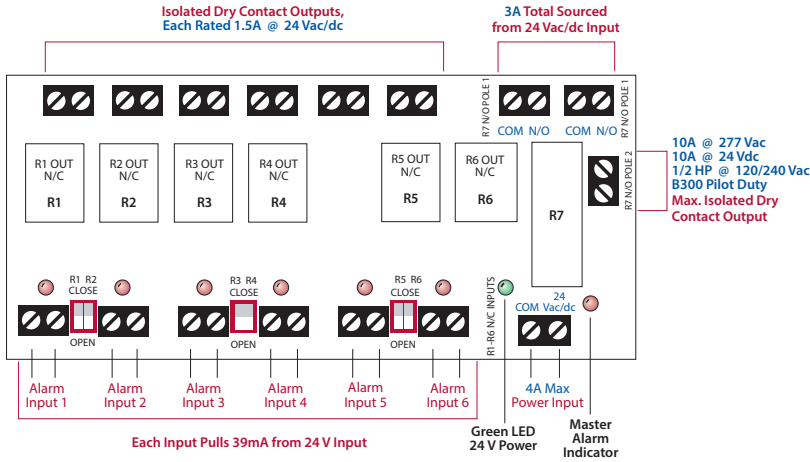 Isolated Dry Contact Outputs,
Each Rated 1.5A @ 24 Vac/dc
3A Total Sourced
from 24 Vac/dc Input
R7 N/O POLE 1
COM N/O
COM N/O
R7 N/O POLE 1
R7 N/O POLE 2
10A @ 277 Vac
10A @ 24 Vdc
1/2 HP @ 120/240 Vac
B300 Pilot Duty
Max. Isolated Dry
Contact Output
R1 OUT
N/C
R1
R2 OUT
N/C
R2
R3 OUT
N/C
R3
R4 OUT
N/C
R4
R5 OUT
N/C
R5
R6 OUT
N/C
R6
R7
R1 R2
CLOSE
OPEN
R3 R4
CLOSE
OPEN
R5 R6
CLOSE
OPEN
R1-R6 N/C INPUTS
24
COM Vac/dc
Alarm
Input 1
Alarm
Input 2
Alarm
Input 3
Alarm
Input 4
Alarm
Input 5
Alarm
Input 6
4A Max
Power Input
Each Input Pulls 39mA from 24 V Input
Green LED
24 V Power
Master
Alarm
Indicator